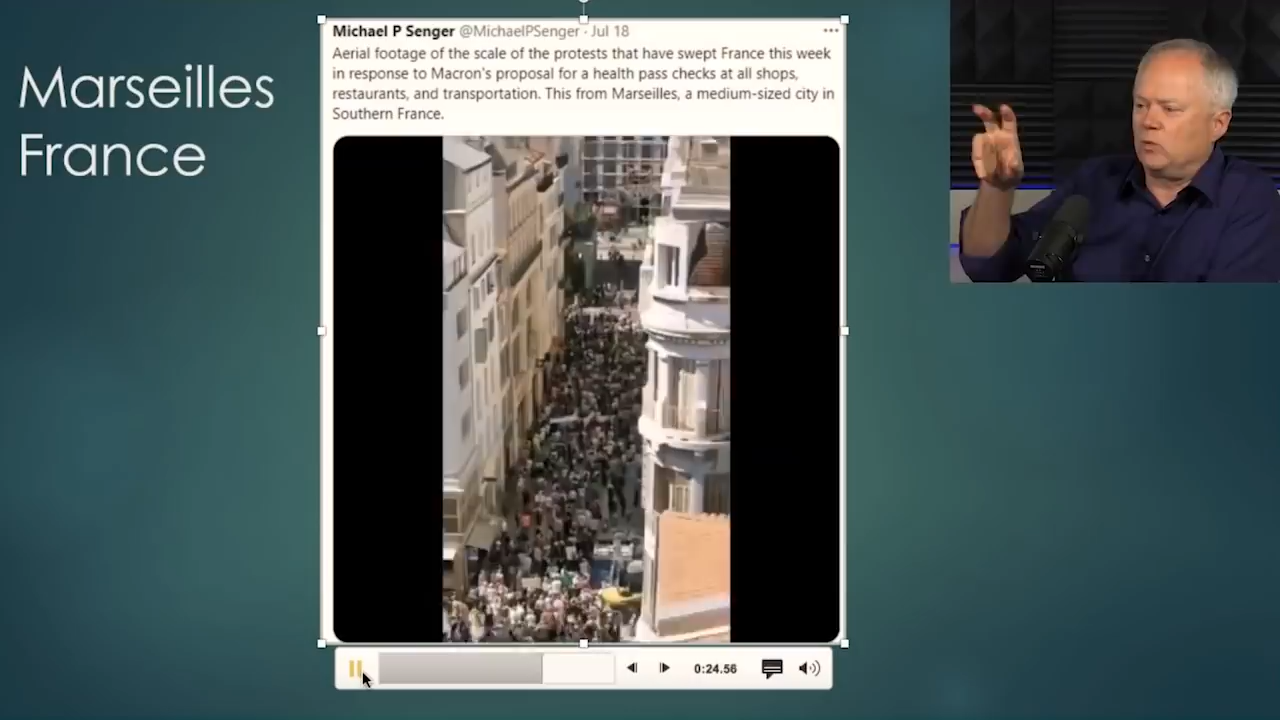 Marseilles
France
Michael P Senger @MichaelPSenger · Jul 18
Aerial footage of the scale of the protests that have swept France this week
in response to Macron's proposal for a health pass checks at all shops,
restaurants, and transportation. This from Marseilles, a medium-sized city in
Southern France.
0:24.56